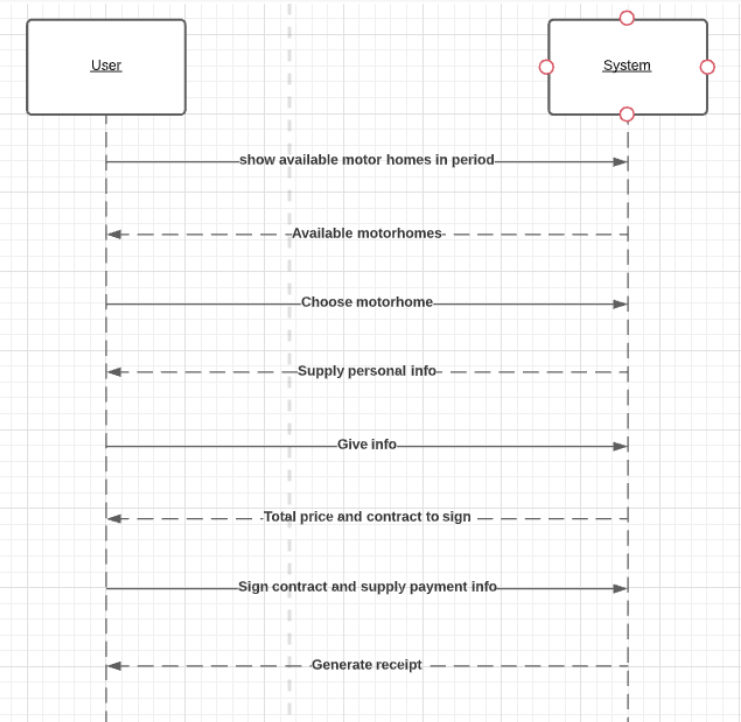 User
System
show available motor homes in period
Available motorhomes
Choose motorhome
Supply personal info
Give info
Total price and contract to sign
Sign contract and supply payment info
Generate receipt